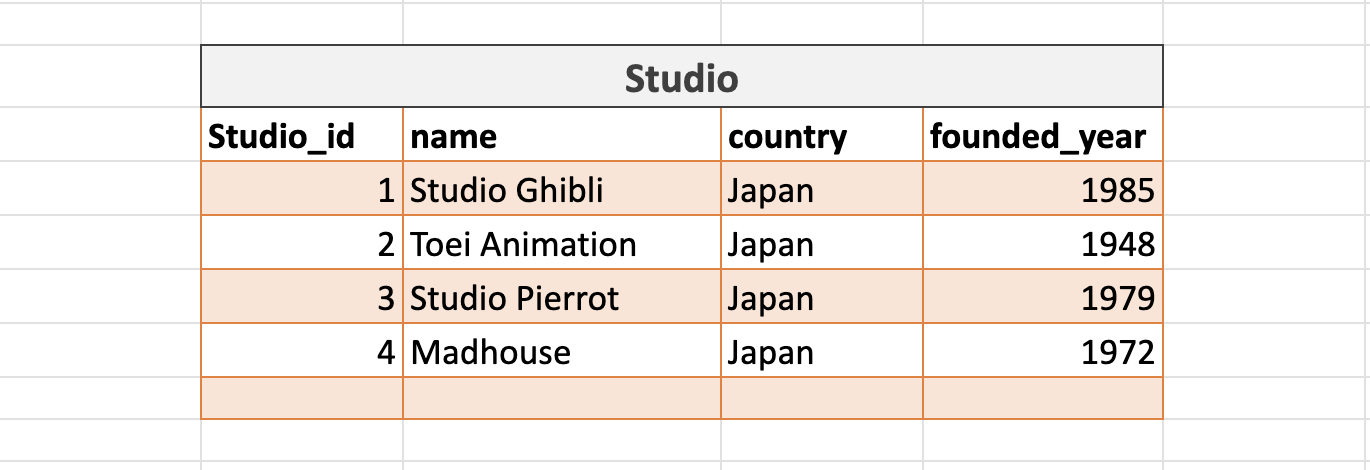 Studio
Studio_id name country founded_year
1 Studio Ghibli Japan 1985
2 Toei Animation Japan 1948
3 Studio Pierrot Japan 1979
4 Madhouse Japan 1972